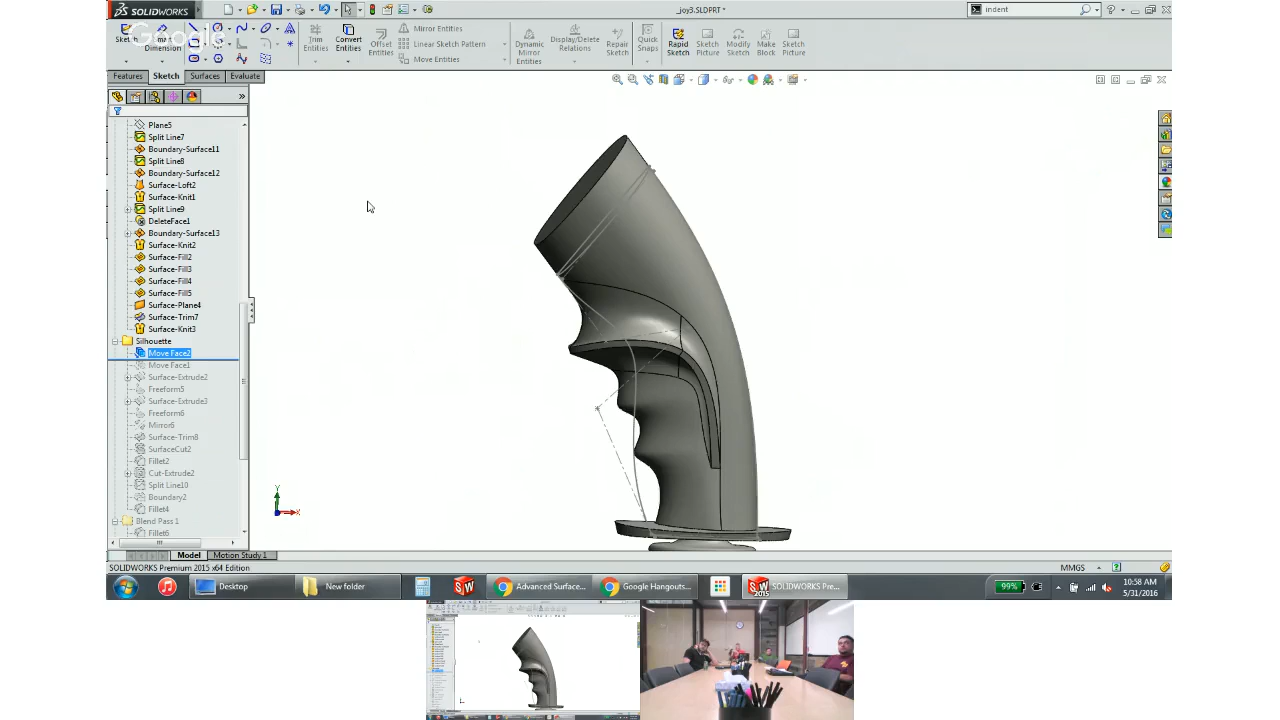 SOLIDWORKS
_joy3.SLDPRT *
indent
Google
Sketch
Smart Dimension
Trim Entities
Convert Entities
Offset Entities
Mirror Entities
Linear Sketch Pattern
Move Entities
Dynamic Mirror Entities
Display/Delete Relations
Repair Sketch
Quick Snaps
Rapid Sketch
Sketch Picture
Modify Sketch
Make Block
Sketch Picture
Features
Sketch
Surfaces
Evaluate
Plane5
Split Line7
Boundary-Surface11
Split Line8
Boundary-Surface12
Surface-Loft2
Surface-Knit1
Split Line9
DeleteFace1
Boundary-Surface13
Surface-Knit2
Surface-Fill2
Surface-Fill3
Surface-Fill4
Surface-Fill5
Surface-Plane4
Surface-Trim7
Surface-Knit3
Silhouette
Move Face2
Move Face1
Surface-Extrude2
Freeform5
Surface-Extrude3
Freeform6
Mirror6
Surface-Trim8
SurfaceCut2
Fillet2
Cut-Extrude2
Split Line10
Boundary2
Fillet4
Blend Pass 1
Fillet6
Y
X
Model
Motion Study 1
SOLIDWORKS Premium 2015 x64 Edition
MMGS
Desktop
New folder
Advanced Surface...
Google Hangouts...
2015
SOLIDWORKS Pre...
99%
10:58 AM
5/31/2016